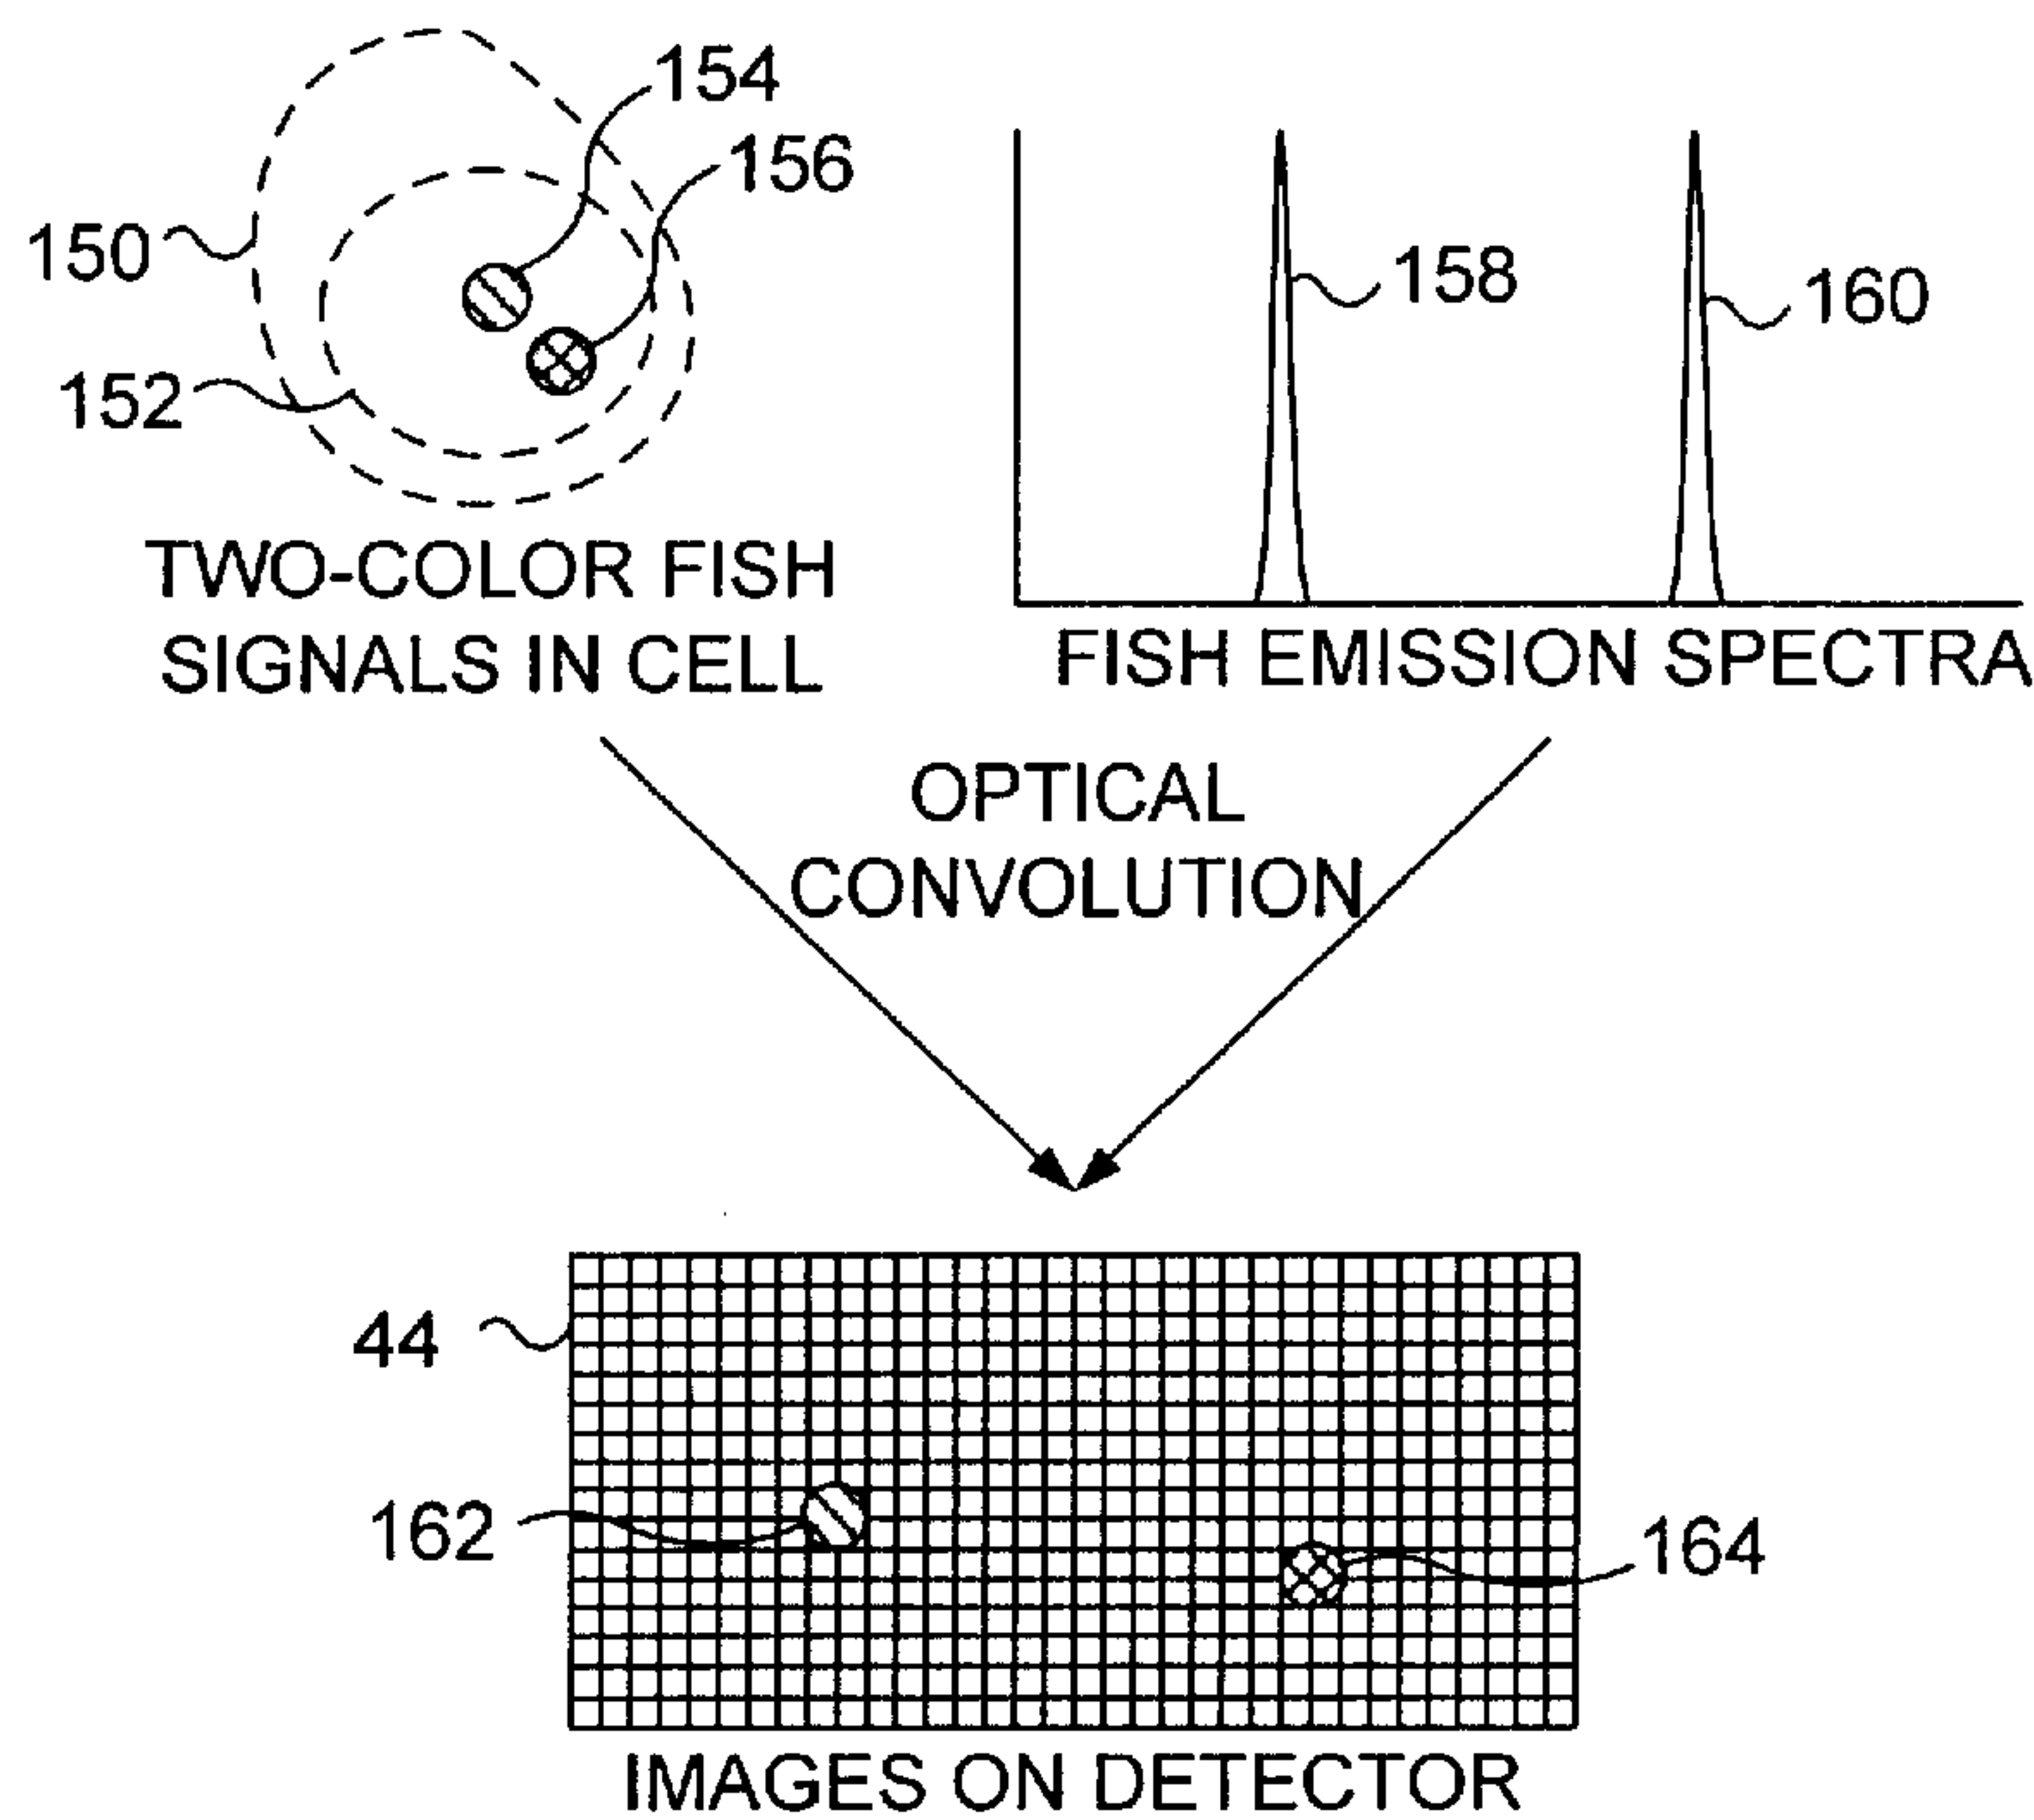 154
156
150
152
158
160
TWO-COLOR FISH
SIGNALS IN CELL
FISH EMISSION SPECTRA
OPTICAL
CONVOLUTION
44
162
164
IMAGES ON DETECTOR